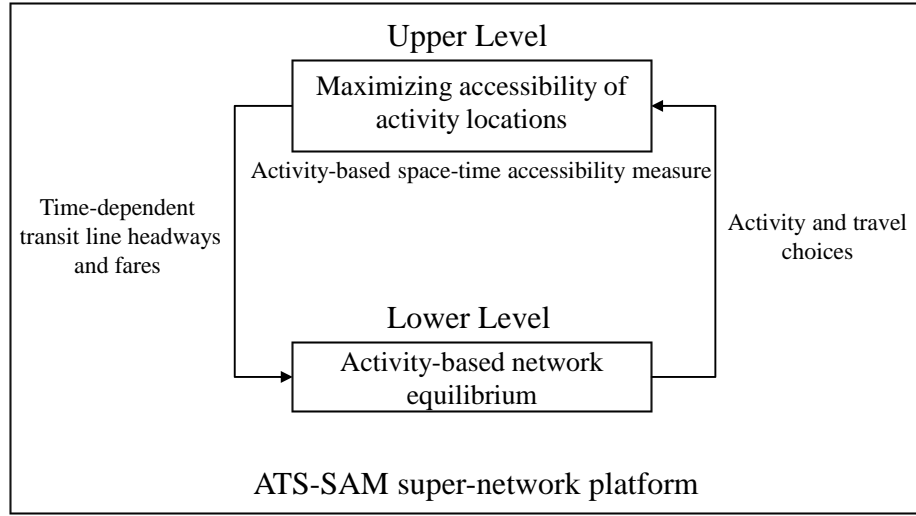 Upper Level
Maximizing accessibility of
activity locations
Activity-based space-time accessibility measure
Time-dependent
transit line headways
and fares
Activity and travel
choices
Lower Level
Activity-based network
equilibrium
ATS-SAM super-network platform